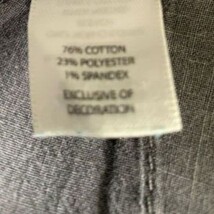 76% COTTON
23% POLYESTER
1% SPANDEX
EXCLUSIVE OF
DECORATION